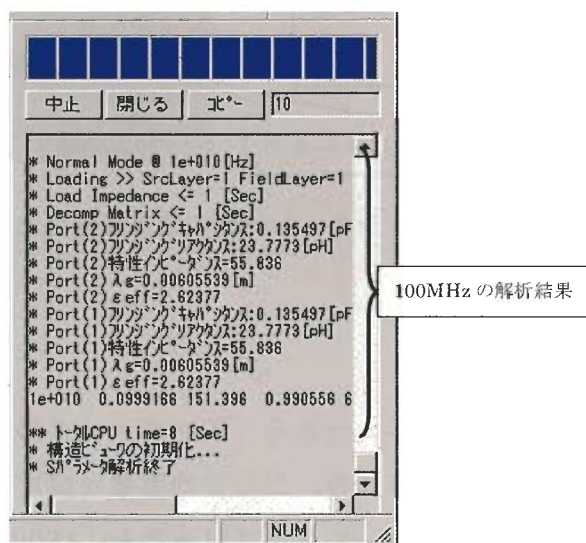 中止 閉じる コピー 10
* Normal Mode @ 1e+010[Hz]
* Loading >> SrcLayer=1 FieldLayer=1
* Load Impedance <= 1 [Sec]
* Decomp Matrix <= 1 [Sec]
* Port(2)フリンジングキャパシタンス:0.135497[pF
* Port(2)フリンジングリアクタンス:23.7773[pH]
* Port(2)特性インピーダンス=55.836
* Port(2)λg=0.00605539[m]
* Port(2)εeff=2.62377
* Port(1)フリンジングキャパシタンス:0.135497[pF
* Port(1)フリンジングリアクタンス:23.7773[pH]
* Port(1)特性インピーダンス=55.836
* Port(1)λg=0.00605539[m]
* Port(1)εeff=2.62377
1e+010 0.0999166 151.396 0.990556 6
** トータルCPU time=8 [Sec]
* 構造ビューワの初期化...
* Sパラメータ解析終了
100MHz の解析結果
NUM